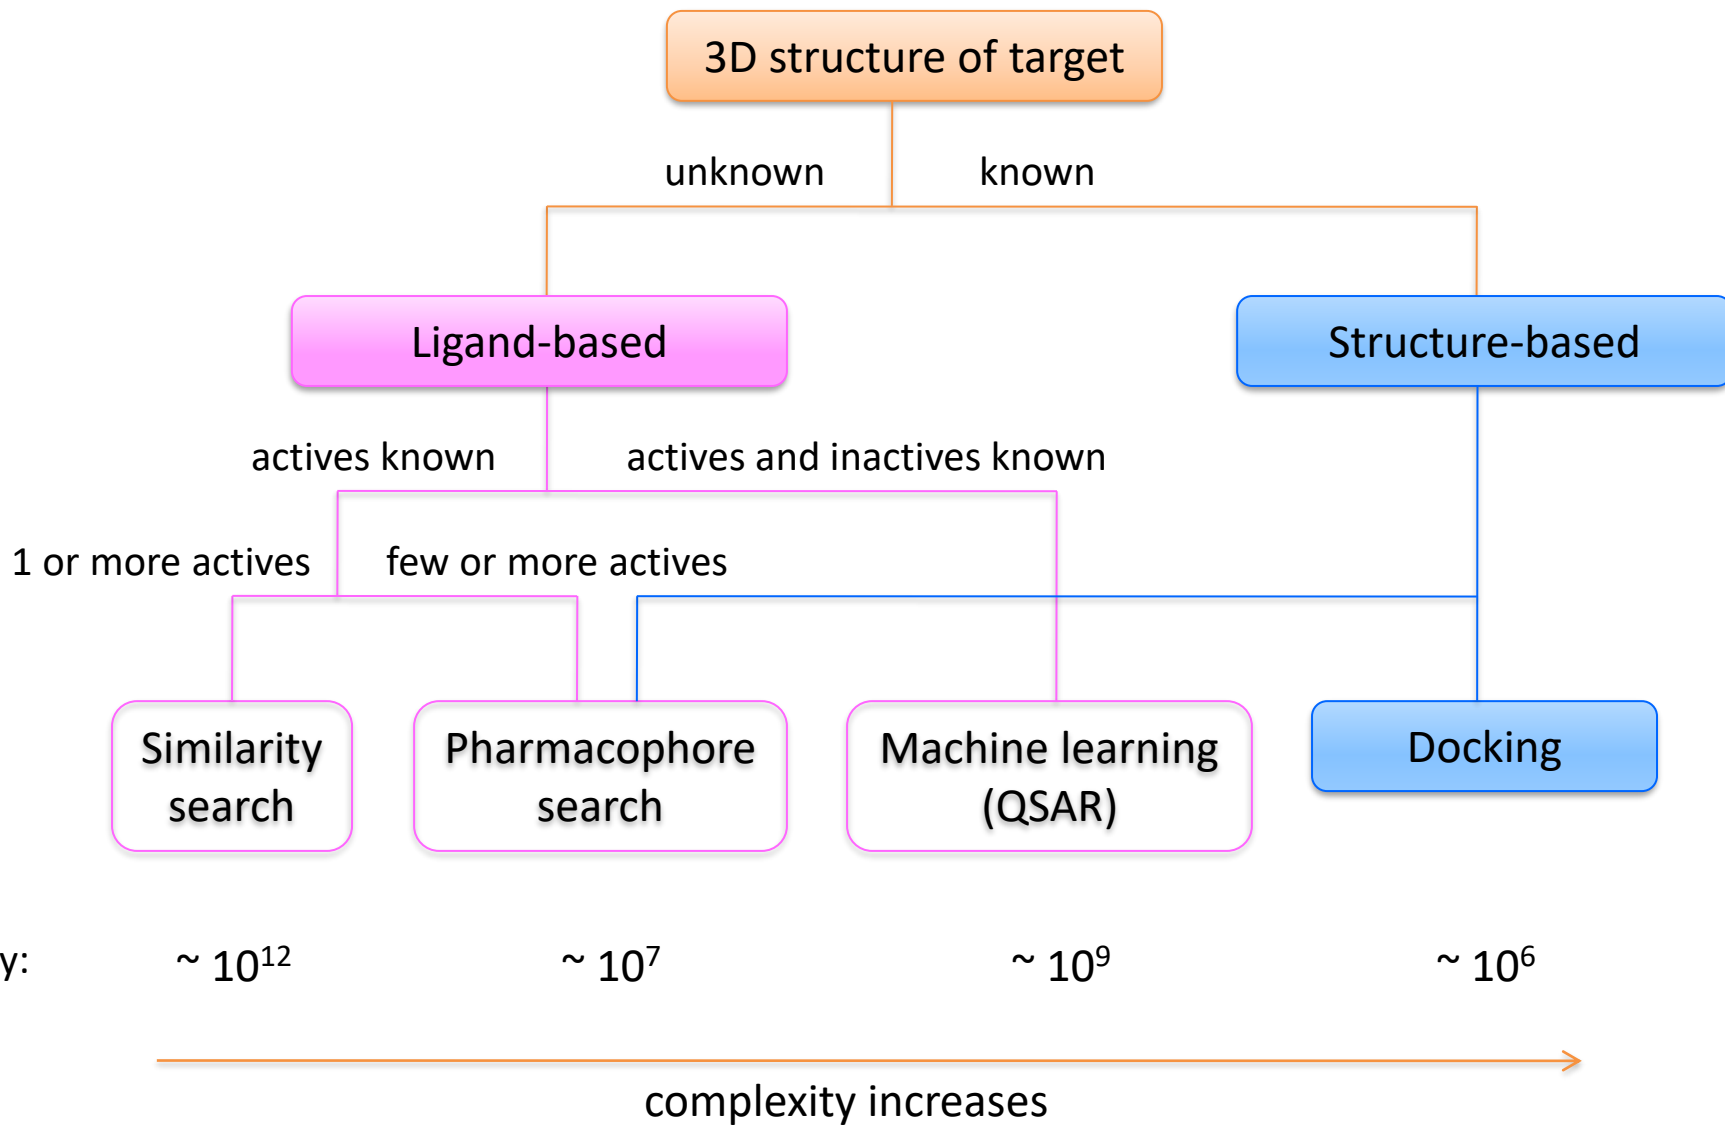 3D structure of target
unknown known
Ligand-based Structure-based
actives known actives and inactives known
1 or more actives few or more actives
Similarity
search
Pharmacophore
search
Machine learning
(QSAR)
Docking
y: ~ 10¹² ~ 10⁷ ~ 10⁹ ~ 10⁶
complexity increases